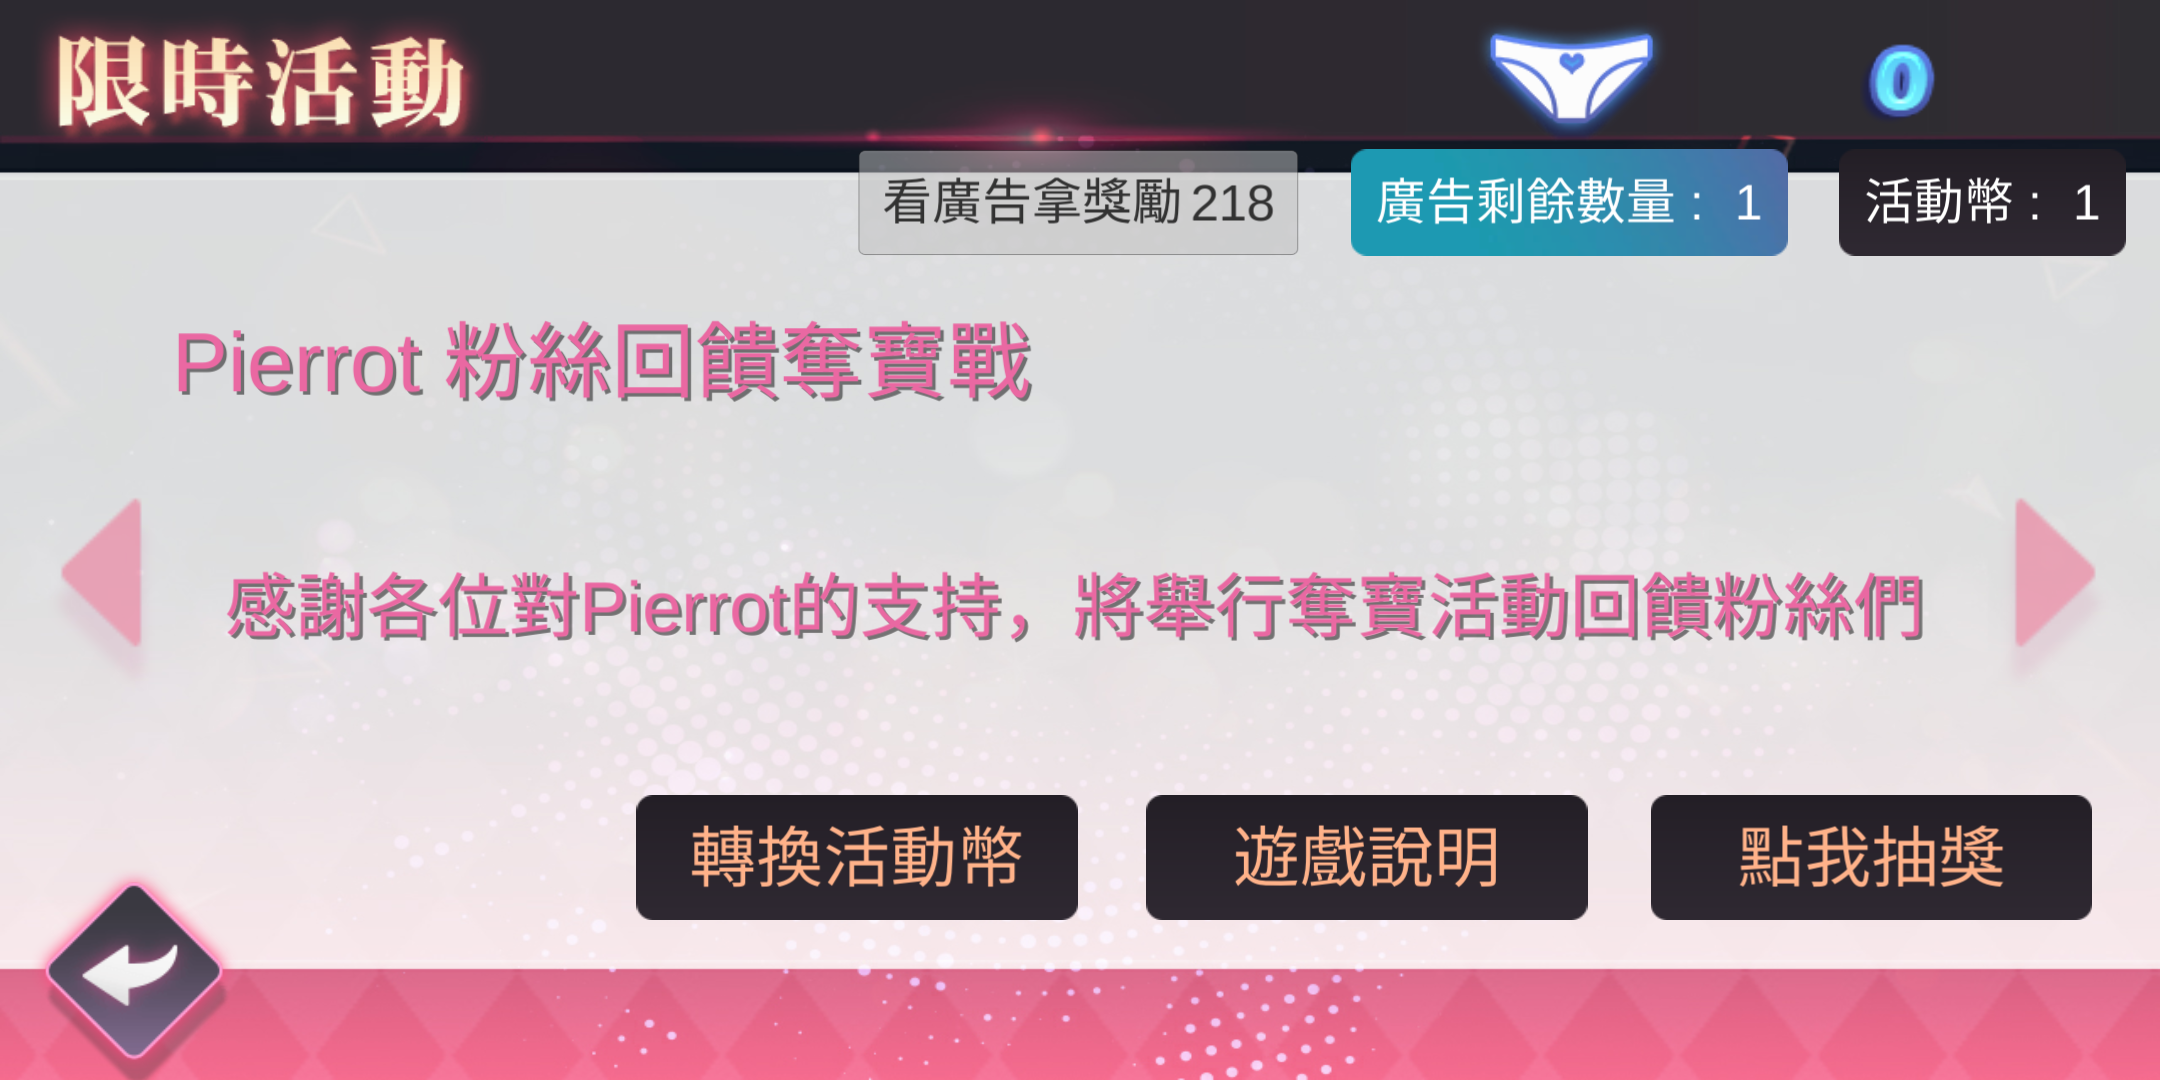 限時活動
0
看廣告拿獎勵 218
廣告剩餘數量： 1
活動幣： 1
Pierrot 粉絲回饋奪寶戰
感謝各位對Pierrot的支持，將舉行奪寶活動回饋粉絲們
轉換活動幣
遊戲說明
點我抽獎